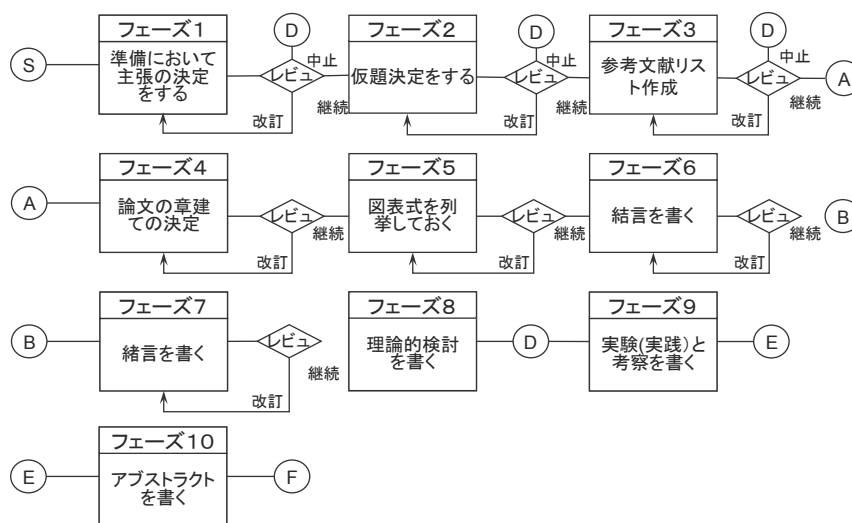 フェーズ1
D
フェーズ2
D
フェーズ3
D
S
準備において
主張の決定
をする
レビュ
中止
継続
改訂
仮題決定をする
レビュ
中止
継続
改訂
参考文献リス
ト作成
レビュ
中止
継続
改訂
A
フェーズ4
フェーズ5
フェーズ6
A
論文の章建
ての決定
レビュ
継続
改訂
図表式を列
挙しておく
レビュ
継続
改訂
結言を書く
レビュ
継続
改訂
B
フェーズ7
フェーズ8
フェーズ9
B
緒言を書く
レビュ
継続
改訂
理論的検討
を書く
D
実験(実践)と
考察を書く
E
フェーズ10
E
アブストラクト
を書く
F